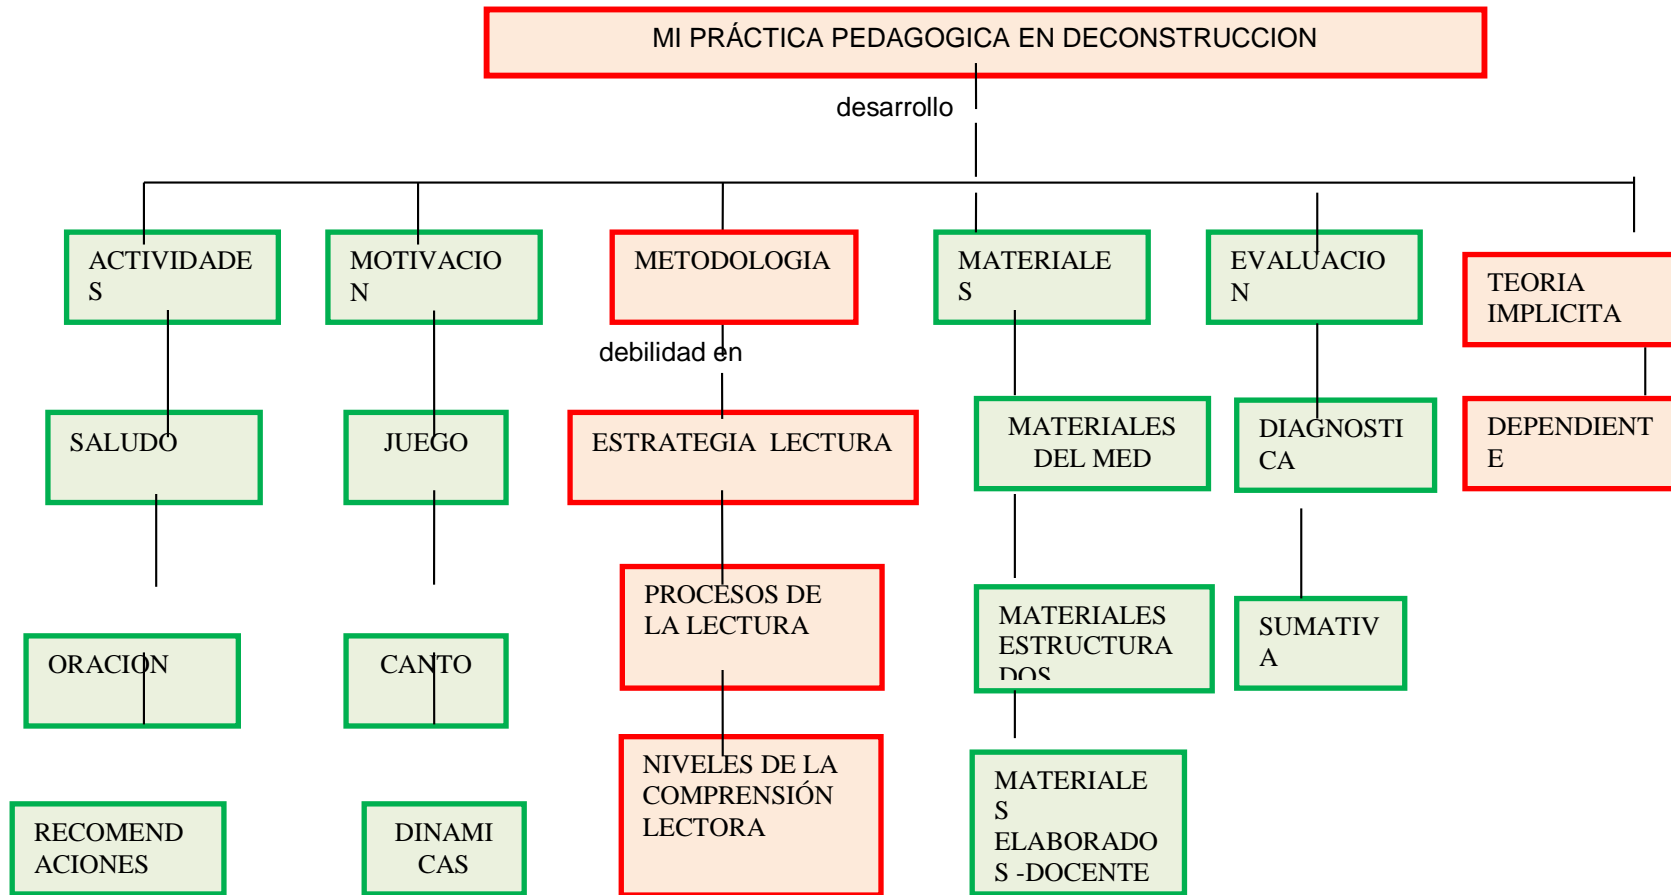 MI PRÁCTICA PEDAGOGICA EN DECONSTRUCCION
desarrollo
ACTIVIDADE
S
MOTIVACIO
N
METODOLOGIA
MATERIALE
S
EVALUACIO
N
TEORIA
IMPLICITA
debilidad en
SALUDO
JUEGO
ESTRATEGIA LECTURA
MATERIALES
DEL MED
DIAGNOSTI
CA
DEPENDIENT
E
ORACION
CANTO
PROCESOS DE
LA LECTURA
MATERIALES
ESTRUCTURA
DOS
SUMATIV
A
RECOMEND
ACIONES
DINAMI
CAS
NIVELES DE LA
COMPRENSIÓN
LECTORA
MATERIALE
S
ELABORADO
S -DOCENTE